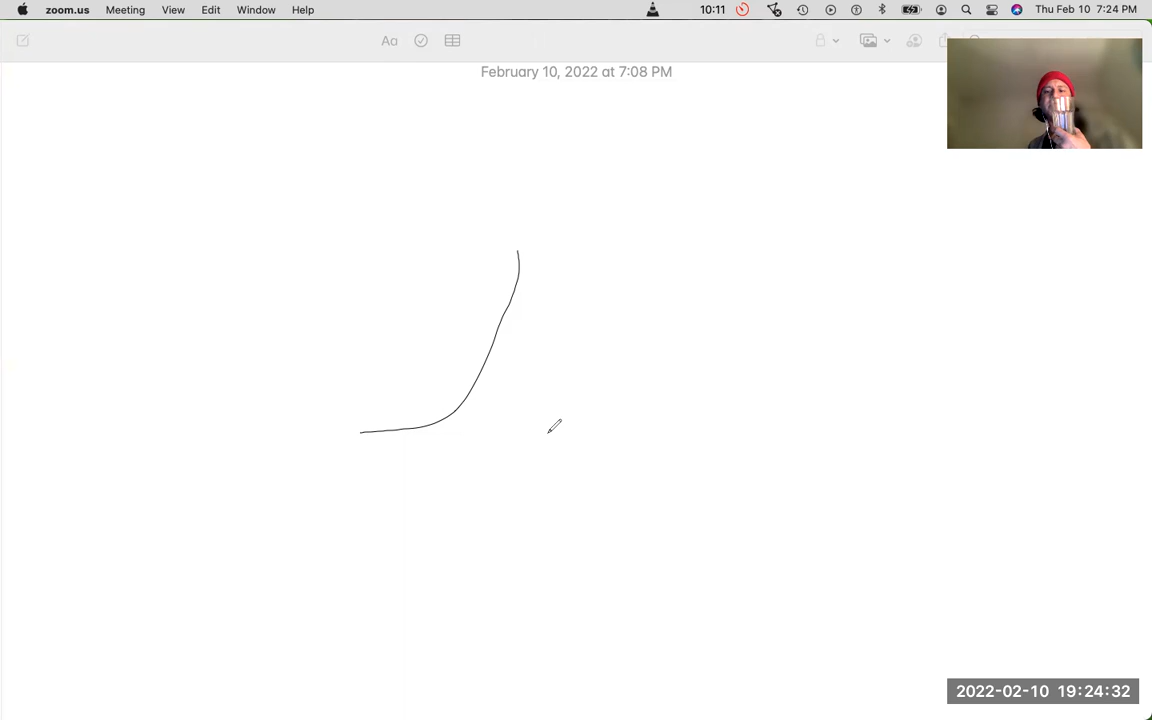 zoom.us Meeting View Edit Window Help 10:11 Thu Feb 10 7:24 PM
Aa
February 10, 2022 at 7:08 PM
2022-02-10 19:24:32